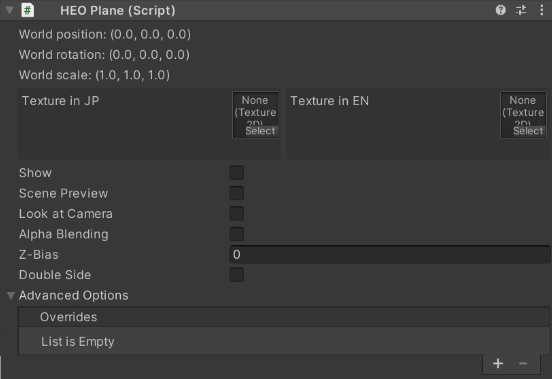 HEO Plane (Script)
World position: (0.0, 0.0, 0.0)
World rotation: (0.0, 0.0, 0.0)
World scale: (1.0, 1.0, 1.0)
Texture in JP
None
(Texture
2D)
Select
Texture in EN
None
(Texture
2D)
Select
Show
Scene Preview
Look at Camera
Alpha Blending
Z-Bias
0
Double Side
Advanced Options
Overrides
List is Empty